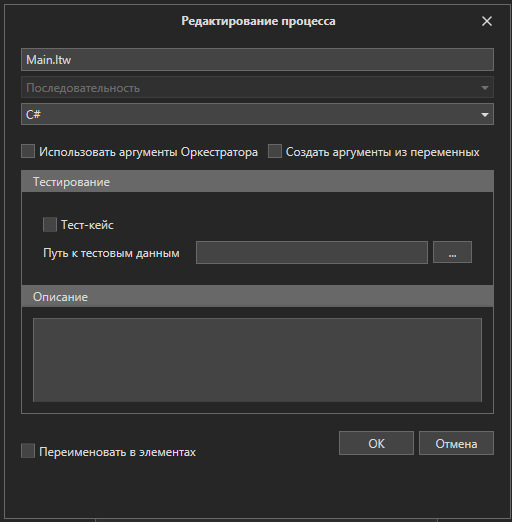 Редактирование процесса
Main.ltw
Последовательность
C#
Использовать аргументы Оркестратора
Создать аргументы из переменных
Тестирование
Тест-кейс
Путь к тестовым данным
...
Описание
Переименовать в элементах
ОК
Отмена